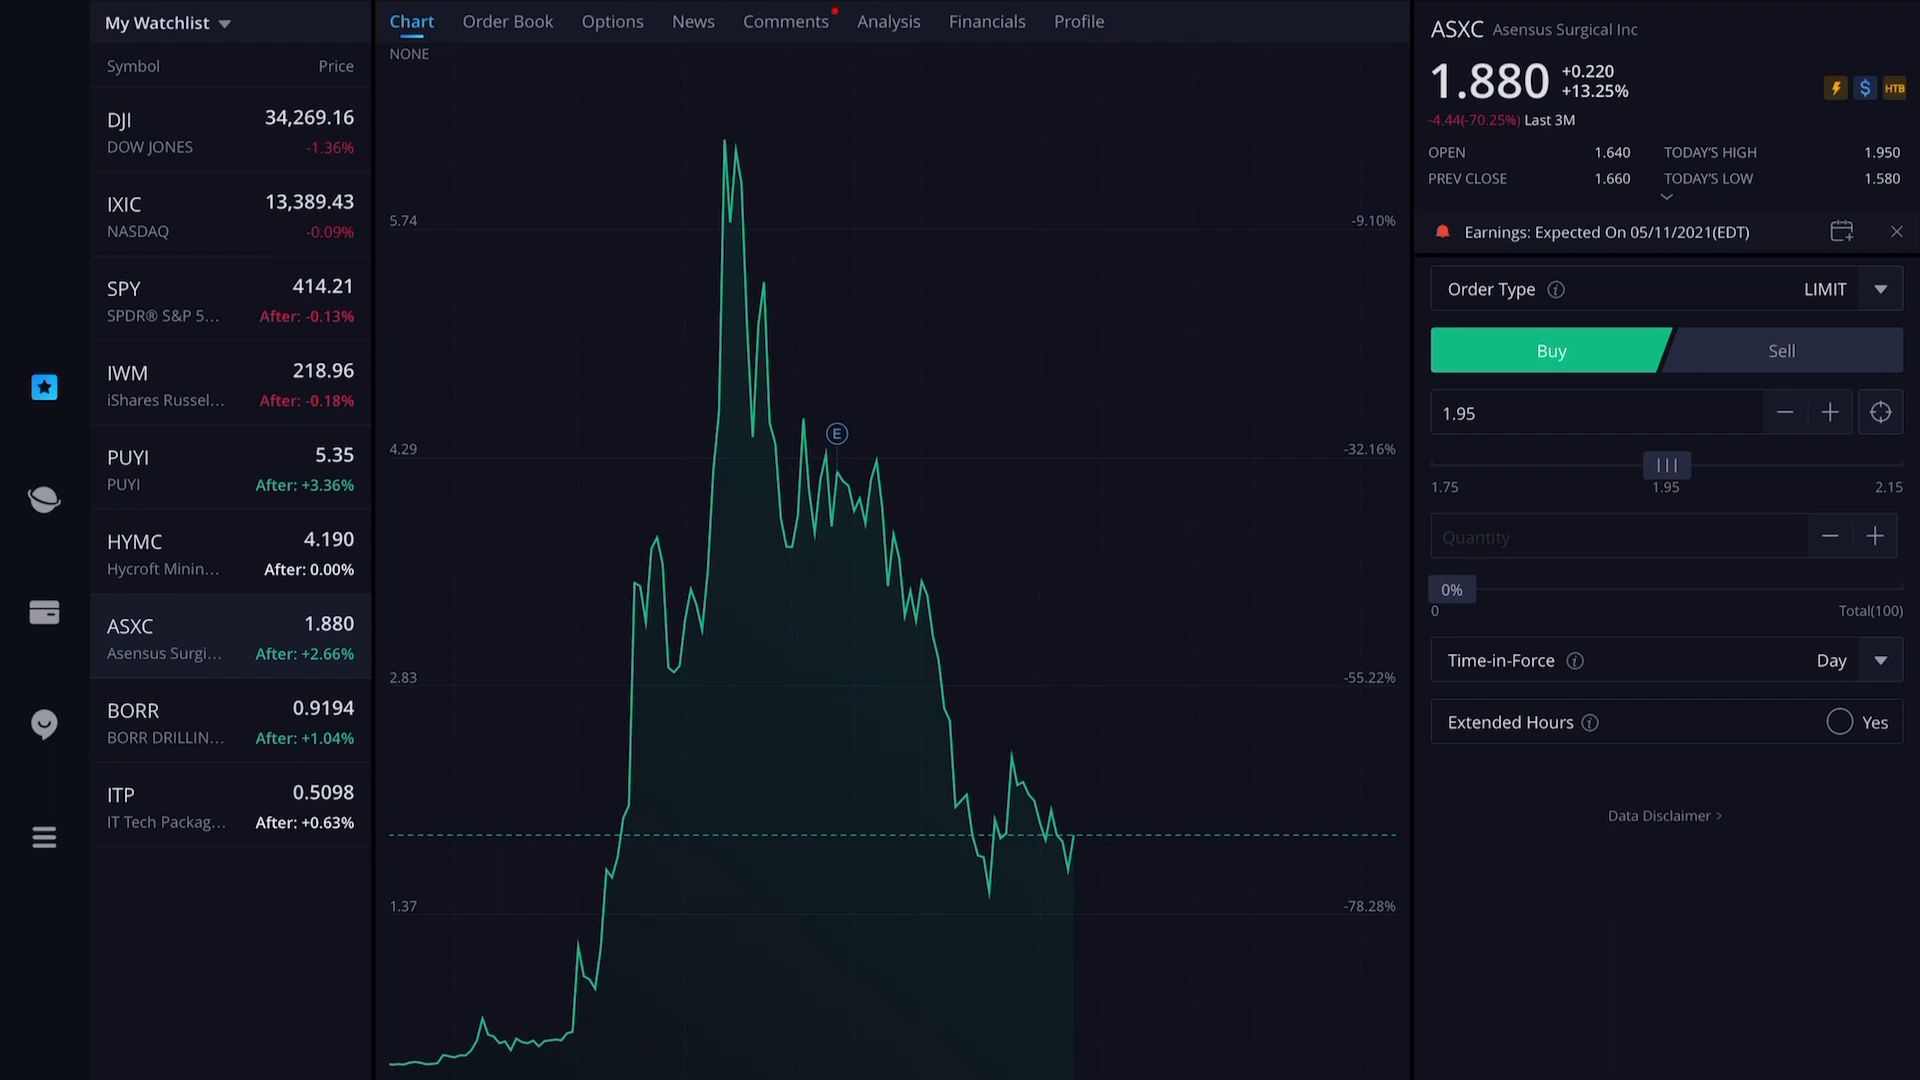 My Watchlist
Symbol Price
DJI 34,269.16
DOW JONES -1.36%
IXIC 13,389.43
NASDAQ -0.09%
SPY 414.21
SPDR® S&P 5... After: -0.13%
IWM 218.96
iShares Russel... After: -0.18%
PUYI 5.35
PUYI After: +3.36%
HYMC 4.190
Hycroft Minin... After: 0.00%
ASXC 1.880
Asensus Surgi... After: +2.66%
BORR 0.9194
BORR DRILLIN... After: +1.04%
ITP 0.5098
IT Tech Packag... After: +0.63%
Chart Order Book Options News Comments Analysis Financials Profile
NONE
5.74 -9.10%
E
4.29 -32.16%
2.83 -55.22%
1.37 -78.28%
ASXC Asensus Surgical Inc
1.880 +0.220
+13.25%
$ HTB
-4.44(-70.25%) Last 3M
OPEN 1.640 TODAY'S HIGH 1.950
PREV CLOSE 1.660 TODAY'S LOW 1.580
Earnings: Expected On 05/11/2021(EDT)
Order Type LIMIT
Buy Sell
1.95
1.75 1.95 2.15
Quantity
0%
0 Total(100)
Time-in-Force Day
Extended Hours Yes
Data Disclaimer >